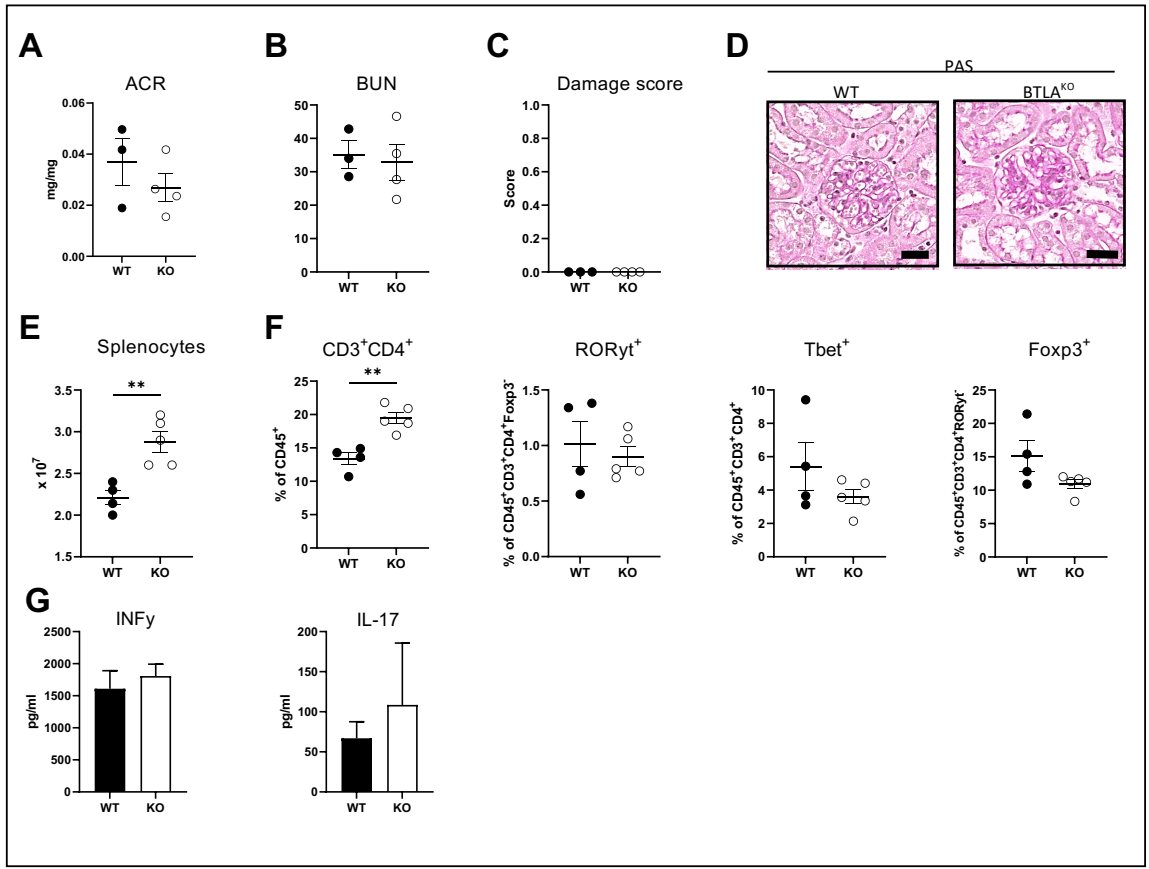 A
B
C
D
ACR
BUN
Damage score
PAS
WT
BTLA^KO
mg/mg
0.06
0.04
0.02
0.00
WT KO
50
40
30
20
10
0
WT KO
Score
1.0
0.8
0.6
0.4
0.2
0.0
WT KO
E
F
Splenocytes
CD3⁺CD4⁺
RORyt⁺
Tbet⁺
Foxp3⁺
x 10⁷
3.5
3.0
2.5
2.0
1.5
**
WT KO
% of CD45⁺
25
20
15
10
5
0
**
WT KO
% of CD45⁺CD3⁺CD4⁺Foxp3⁻
1.5
1.0
0.5
0.0
WT KO
% of CD45⁺CD3⁺CD4⁺
10
8
6
4
2
0
WT KO
% of CD45⁺CD3⁺CD4⁺RORyt⁻
25
20
15
10
5
0
WT KO
G
INFy
IL-17
pg/ml
2500
2000
1500
1000
500
0
WT KO
pg/ml
200
150
100
50
0
WT KO